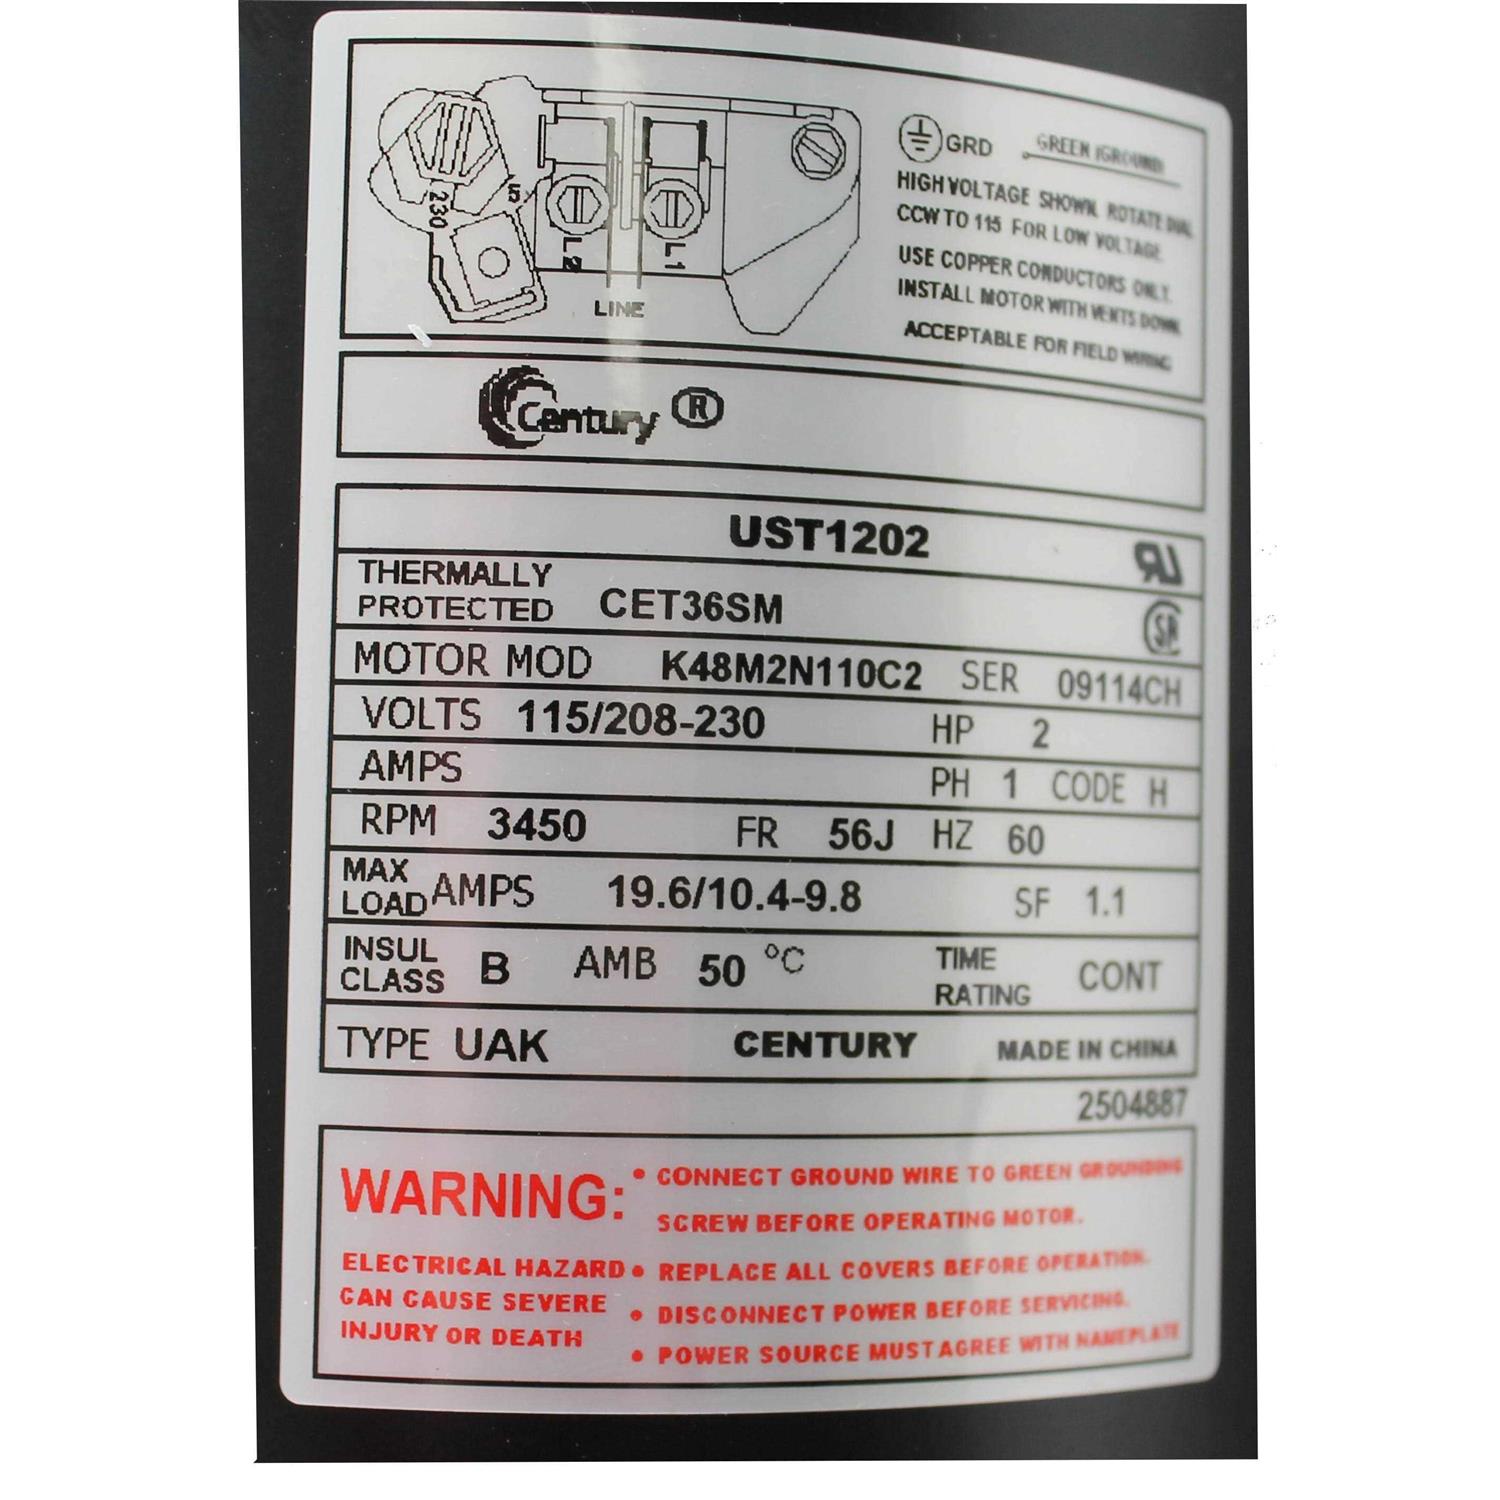 230
115
L2
L1
LINE
GRD GREEN (GROUND)
HIGH VOLTAGE SHOWN. ROTATE DIAL
CCW TO 115 FOR LOW VOLTAGE.
USE COPPER CONDUCTORS ONLY.
INSTALL MOTOR WITH VENTS DOWN.
ACCEPTABLE FOR FIELD WIRING
Century ®
UST1202
THERMALLY
PROTECTED CET36SM
MOTOR MOD K48M2N110C2 SER 09114CH
VOLTS 115/208-230 HP 2
AMPS PH 1 CODE H
RPM 3450 FR 56J HZ 60
MAX
LOAD AMPS 19.6/10.4-9.8 SF 1.1
INSUL
CLASS B AMB 50 °C TIME
RATING CONT
TYPE UAK CENTURY MADE IN CHINA
2504887
WARNING:
ELECTRICAL HAZARD
CAN CAUSE SEVERE
INJURY OR DEATH
• CONNECT GROUND WIRE TO GREEN GROUNDING
SCREW BEFORE OPERATING MOTOR.
• REPLACE ALL COVERS BEFORE OPERATION.
• DISCONNECT POWER BEFORE SERVICING.
• POWER SOURCE MUST AGREE WITH NAMEPLATE